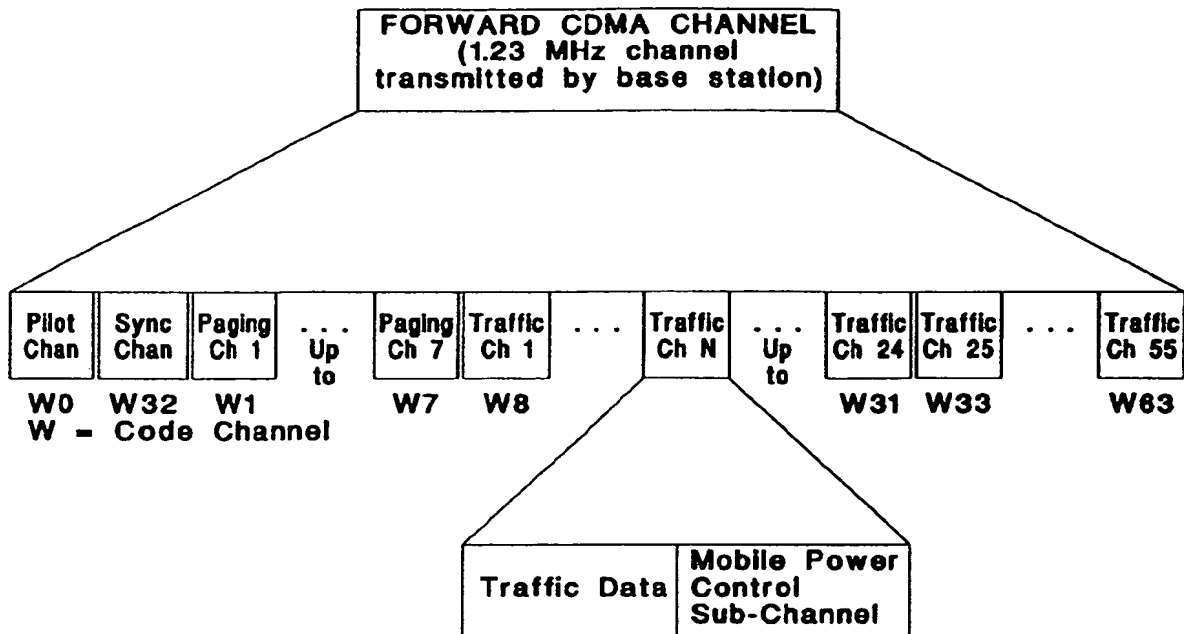 FORWARD CDMA CHANNEL
(1.23 MHz channel
transmitted by base station)
Pilot
Chan
Sync
Chan
Paging
Ch 1
. . .
Up
to
Paging
Ch 7
Traffic
Ch 1
. . .
Traffic
Ch N
. . .
Up
to
Traffic
Ch 24
Traffic
Ch 25
. . .
Traffic
Ch 55
W0 W32 W1 W7 W8 W31 W33 W63
W = Code Channel
Traffic Data
Mobile Power
Control
Sub-Channel